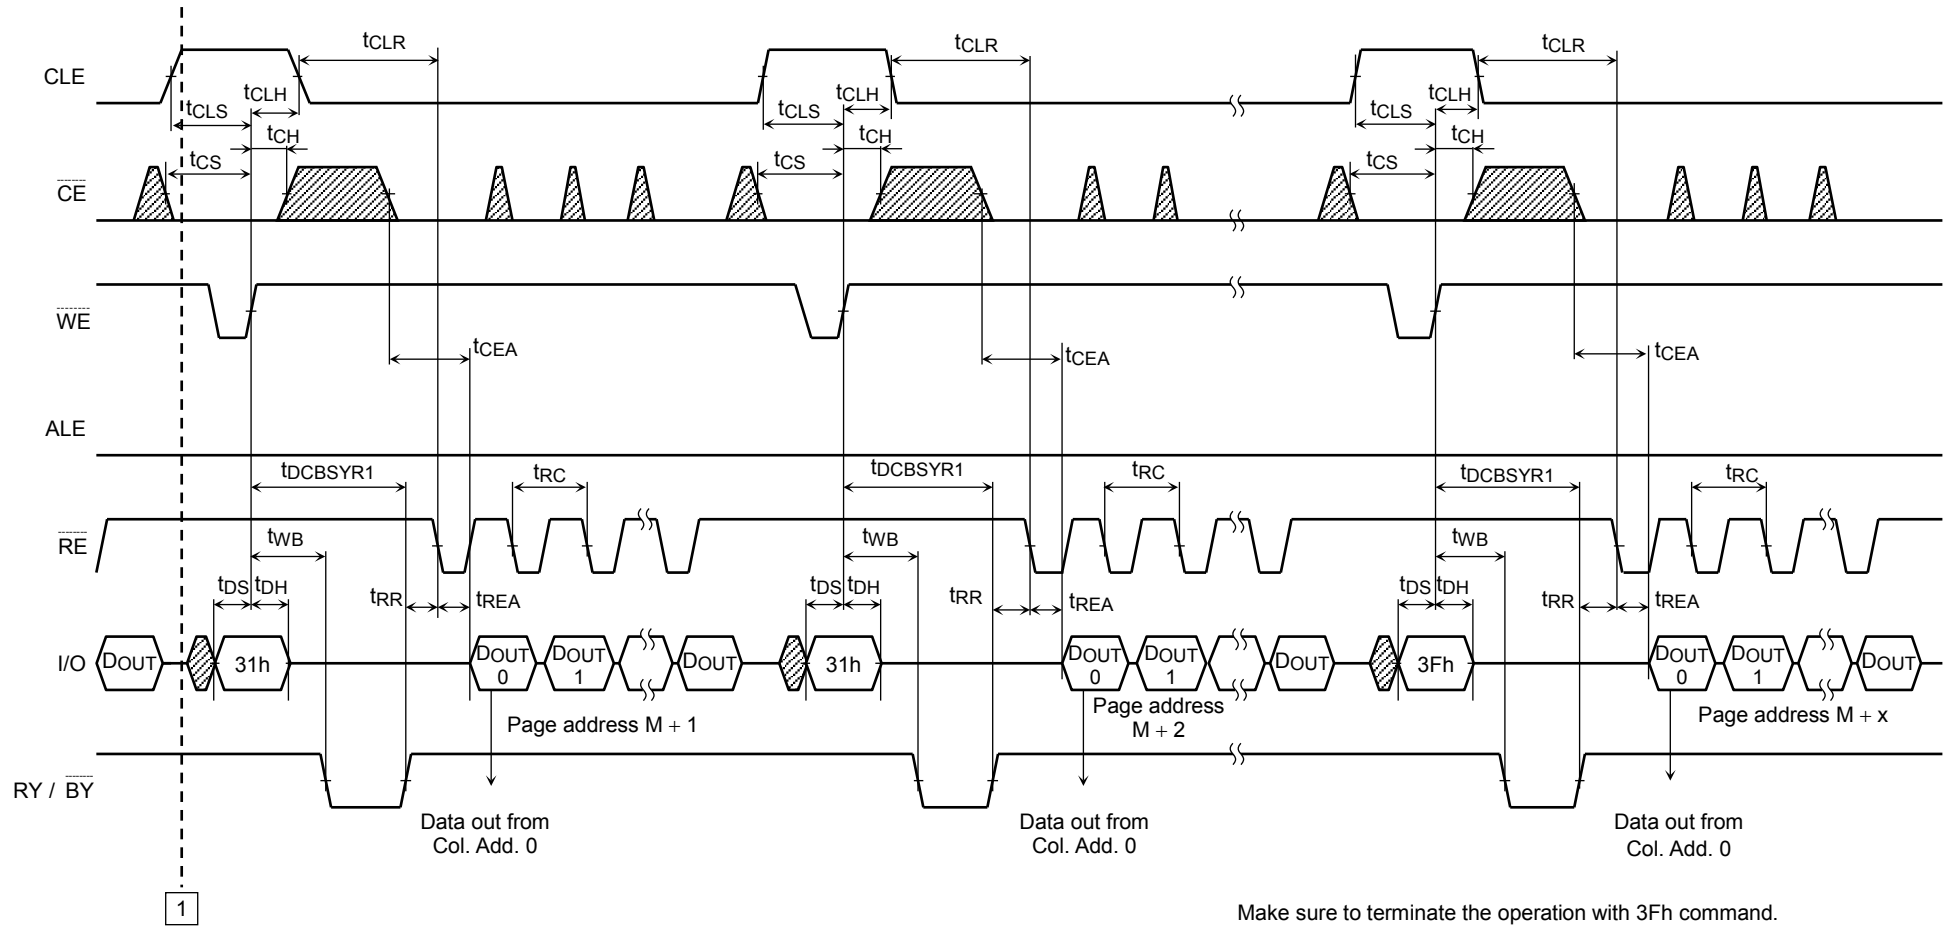 tCLR tCLR tCLR
CLE
tCLH tCLH tCLH
tCLS tCLS tCLS
tCH tCH tCH
tCS tCS tCS
CE
WE
tCEA tCEA tCEA
ALE
tDCBSYR1 tRC tDCBSYR1 tRC tDCBSYR1 tRC
RE
tWB tWB tWB
tDS tDH tDS tDH tDS tDH
tRR tREA tRR tREA tRR tREA
I/O DOUT 31h DOUT 0 DOUT 1 DOUT 31h DOUT 0 DOUT 1 DOUT 3Fh DOUT 0 DOUT 1 DOUT
Page address M + 1
Page address
M + 2
Page address M + x
RY / BY
Data out from
Col. Add. 0
Data out from
Col. Add. 0
Data out from
Col. Add. 0
1
Make sure to terminate the operation with 3Fh command.